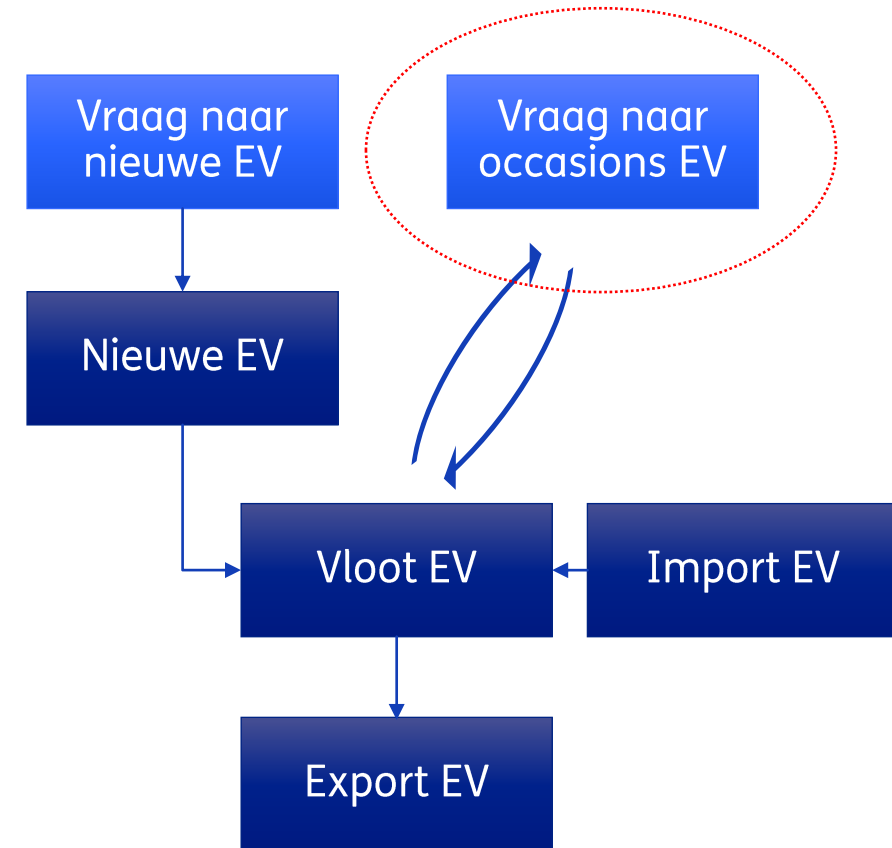 Vraag naar
nieuwe EV
Vraag naar
occasions EV
Nieuwe EV
Vloot EV
Import EV
Export EV